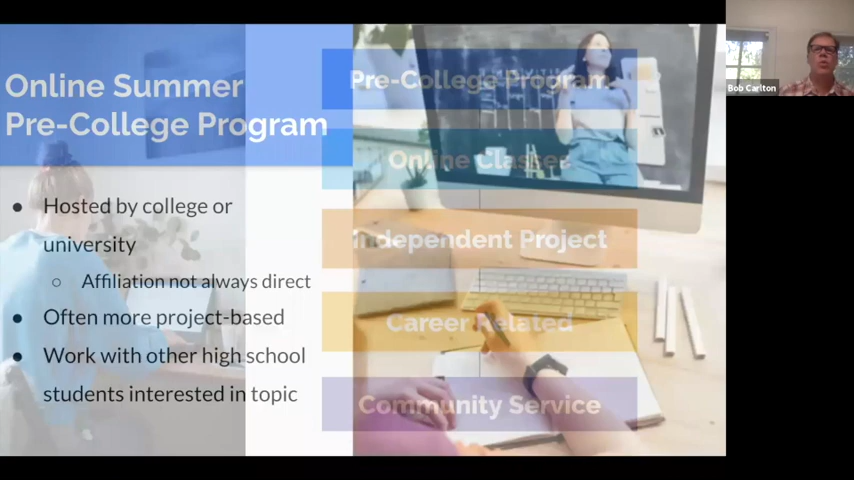 Online Summer
Pre-College Program
● Hosted by college or
university
○ Affiliation not always direct
● Often more project-based
● Work with other high school
students interested in topic
Pre-College Program
Online Classes
Independent Project
Career Related
Community Service
Bob Carlton